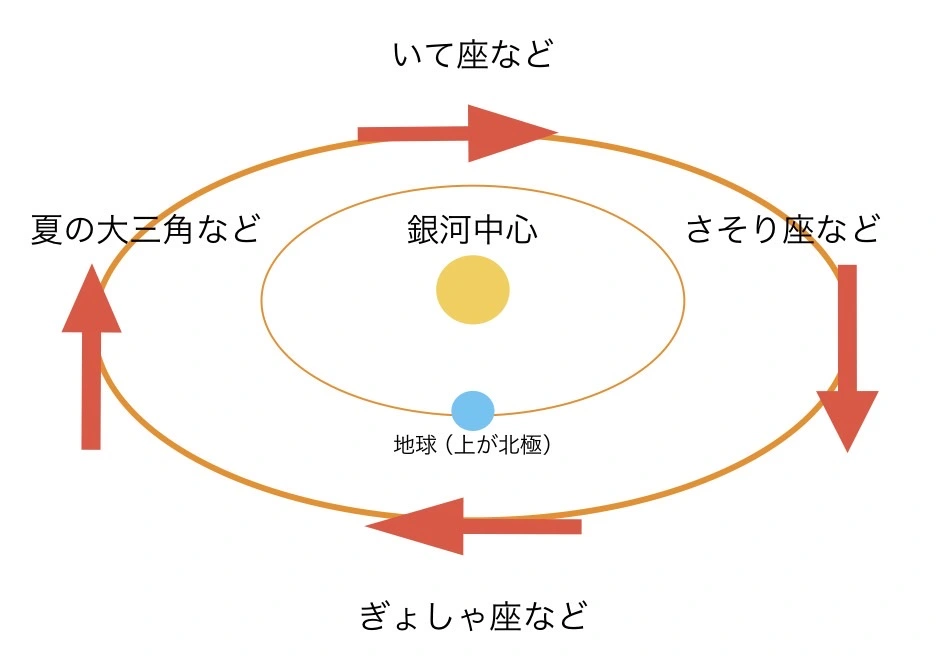 いて座など
夏の大三角など
銀河中心
さそり座など
地球（上が北極）
ぎょしゃ座など